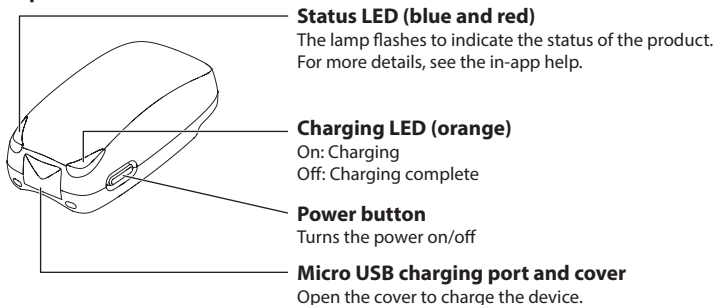 Status LED (blue and red)
The lamp flashes to indicate the status of the product.
For more details, see the in-app help.
Charging LED (orange)
On: Charging
Off: Charging complete
Power button
Turns the power on/off
Micro USB charging port and cover
Open the cover to charge the device.